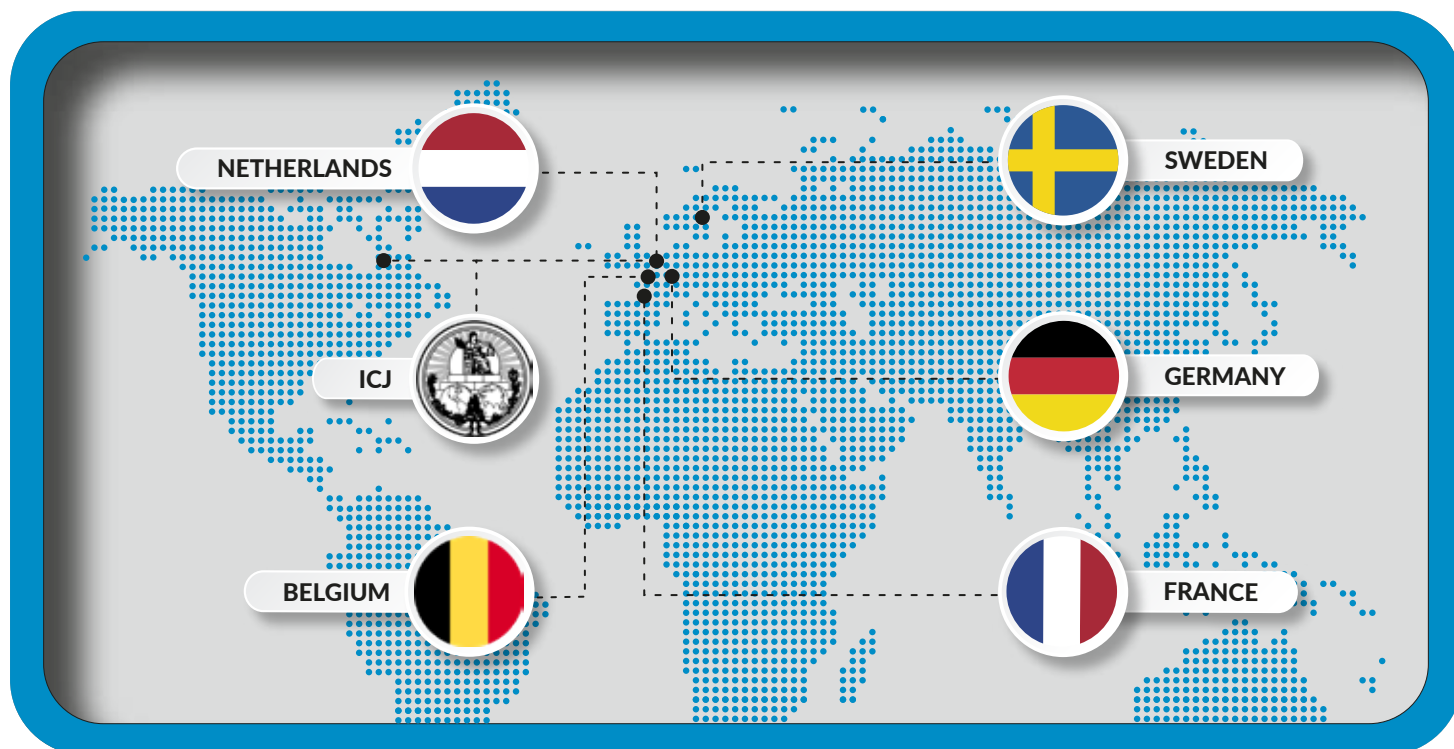 NETHERLANDS
SWEDEN
ICJ
GERMANY
BELGIUM
FRANCE